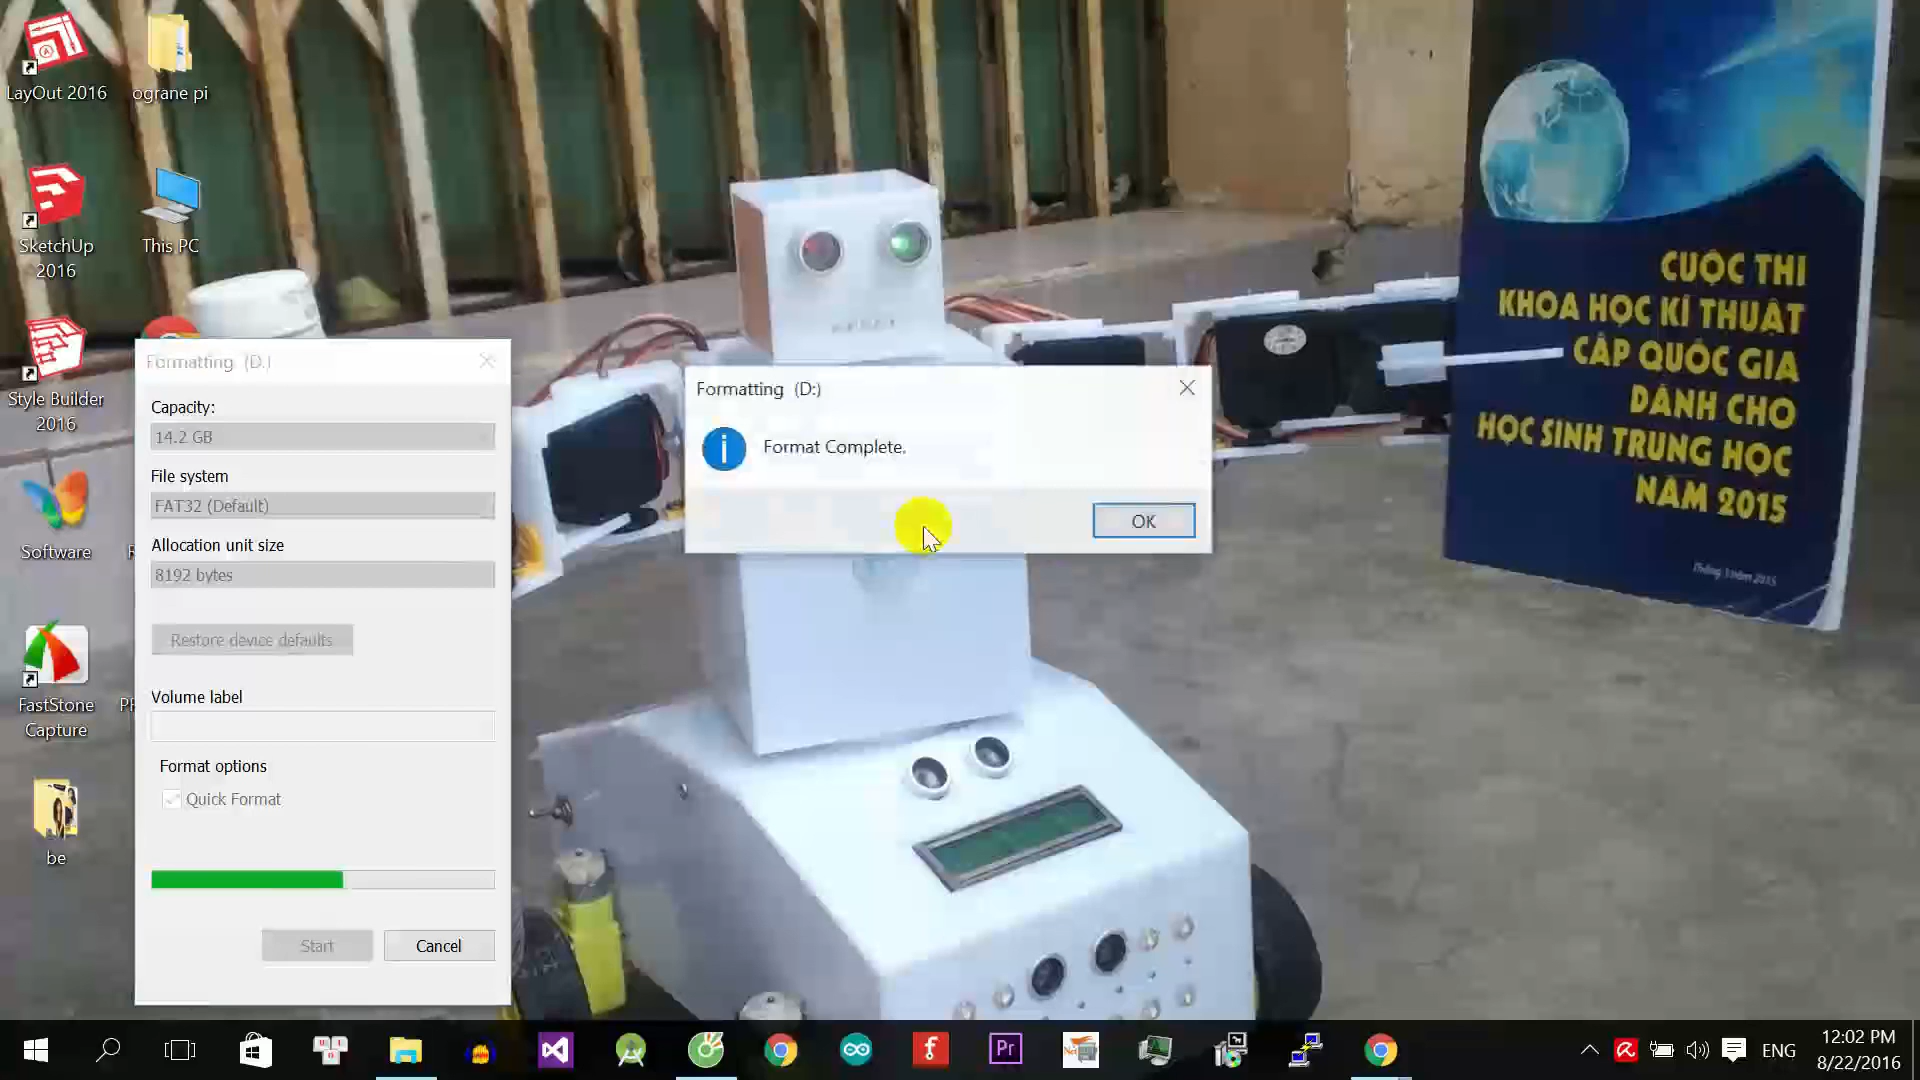 LayOut 2016
ograne pi
SketchUp
2016
This PC
Style Builder
2016
Software
FastStone
Capture
be
Formatting (D:)
Capacity:
14.2 GB
File system
FAT32 (Default)
Allocation unit size
8192 bytes
Restore device defaults
Volume label
Format options
Quick Format
Start
Cancel
Formatting (D:)
Format Complete.
OK
CUỘC THI
KHOA HỌC KĨ THUẬT
CẤP QUỐC GIA
DÀNH CHO
HỌC SINH TRUNG HỌC
NĂM 2015
Pr
ENG
12:02 PM
8/22/2016